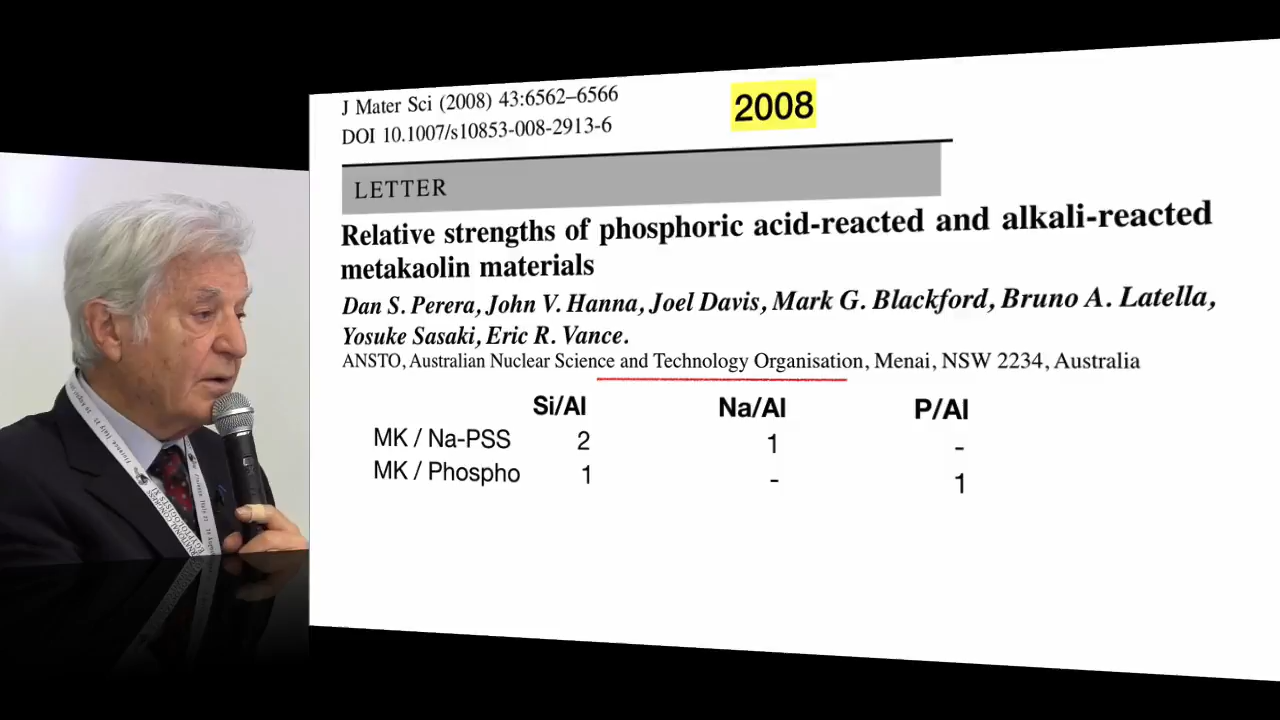 J Mater Sci (2008) 43:6562–6566
DOI 10.1007/s10853-008-2913-6
2008
LETTER
Relative strengths of phosphoric acid-reacted and alkali-reacted
metakaolin materials
Dan S. Perera, John V. Hanna, Joel Davis, Mark G. Blackford, Bruno A. Latella,
Yosuke Sasaki, Eric R. Vance.
ANSTO, Australian Nuclear Science and Technology Organisation, Menai, NSW 2234, Australia
Si/Al Na/Al P/Al
MK / Na-PSS 2 1 -
MK / Phospho 1 - 1